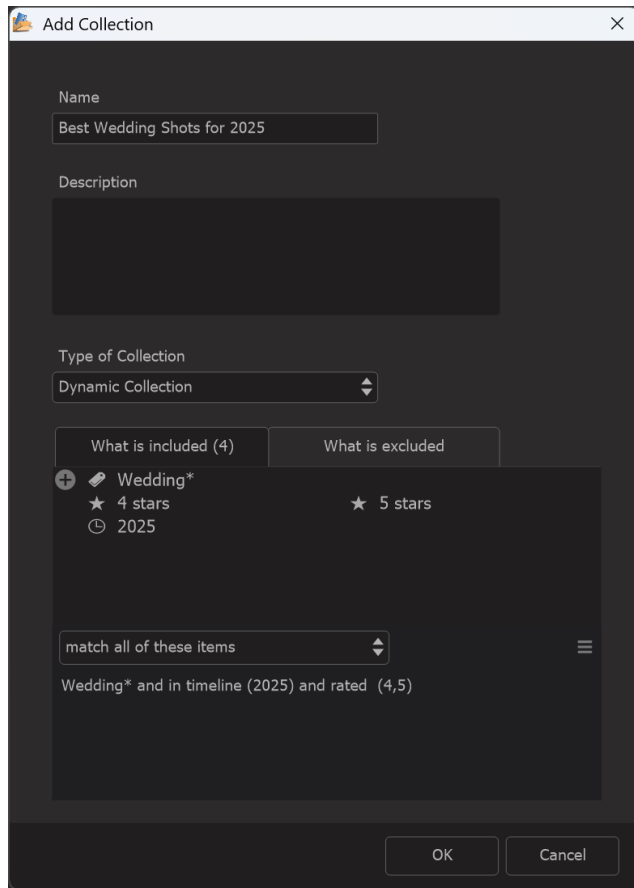 Add Collection
Name
Best Wedding Shots for 2025
Description
Type of Collection
Dynamic Collection
What is included (4) What is excluded
Wedding*
4 stars 5 stars
2025
match all of these items
Wedding* and in timeline (2025) and rated (4,5)
OK Cancel